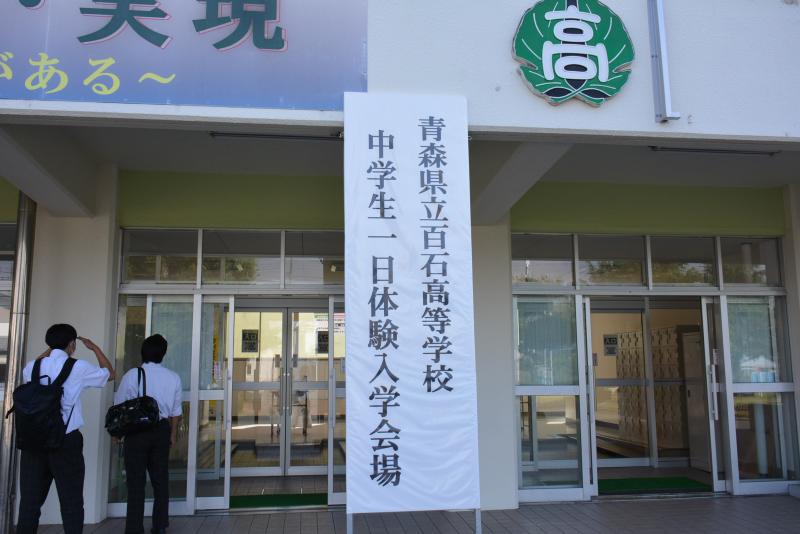 ・実現
がある～
高
青森県立百石高等学校
中学生一日体験入学会場